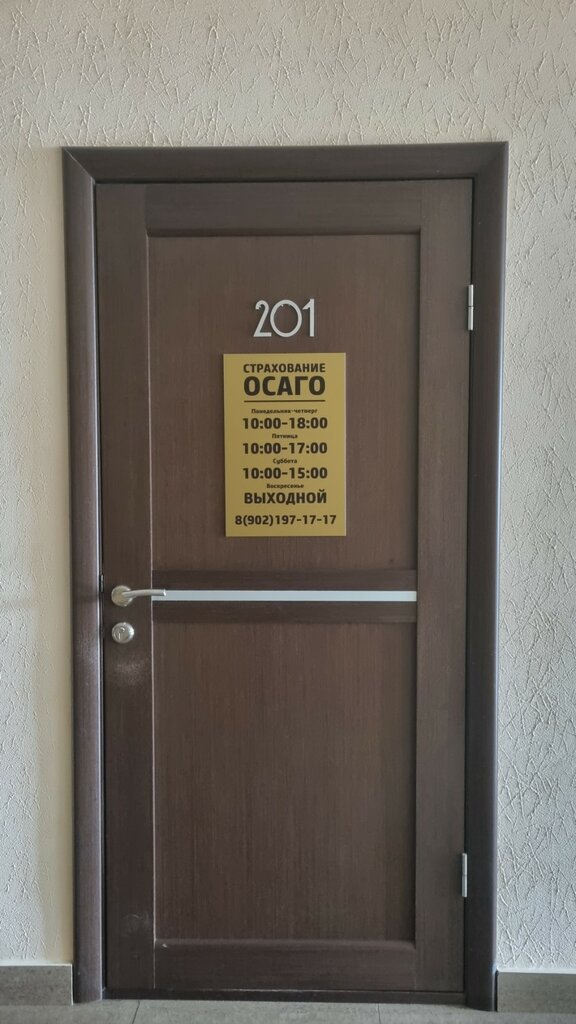 201
СТРАХОВАНИЕ
ОСАГО
Понедельник-четверг
10:00-18:00
Пятница
10:00-17:00
Суббота
10:00-15:00
Воскресенье
ВЫХОДНОЙ
8(902)197-17-17